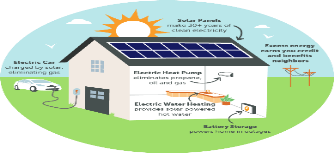 Solar Panels
make 20+ years of
clean electricity
Excess energy
earns you credit
and benefits
neighbors
Electric Car
charged by solar,
eliminating gas
Electric Heat Pump
eliminates propane,
oil and gas
Electric Water Heating
provides solar powered
hot water
Battery Storage